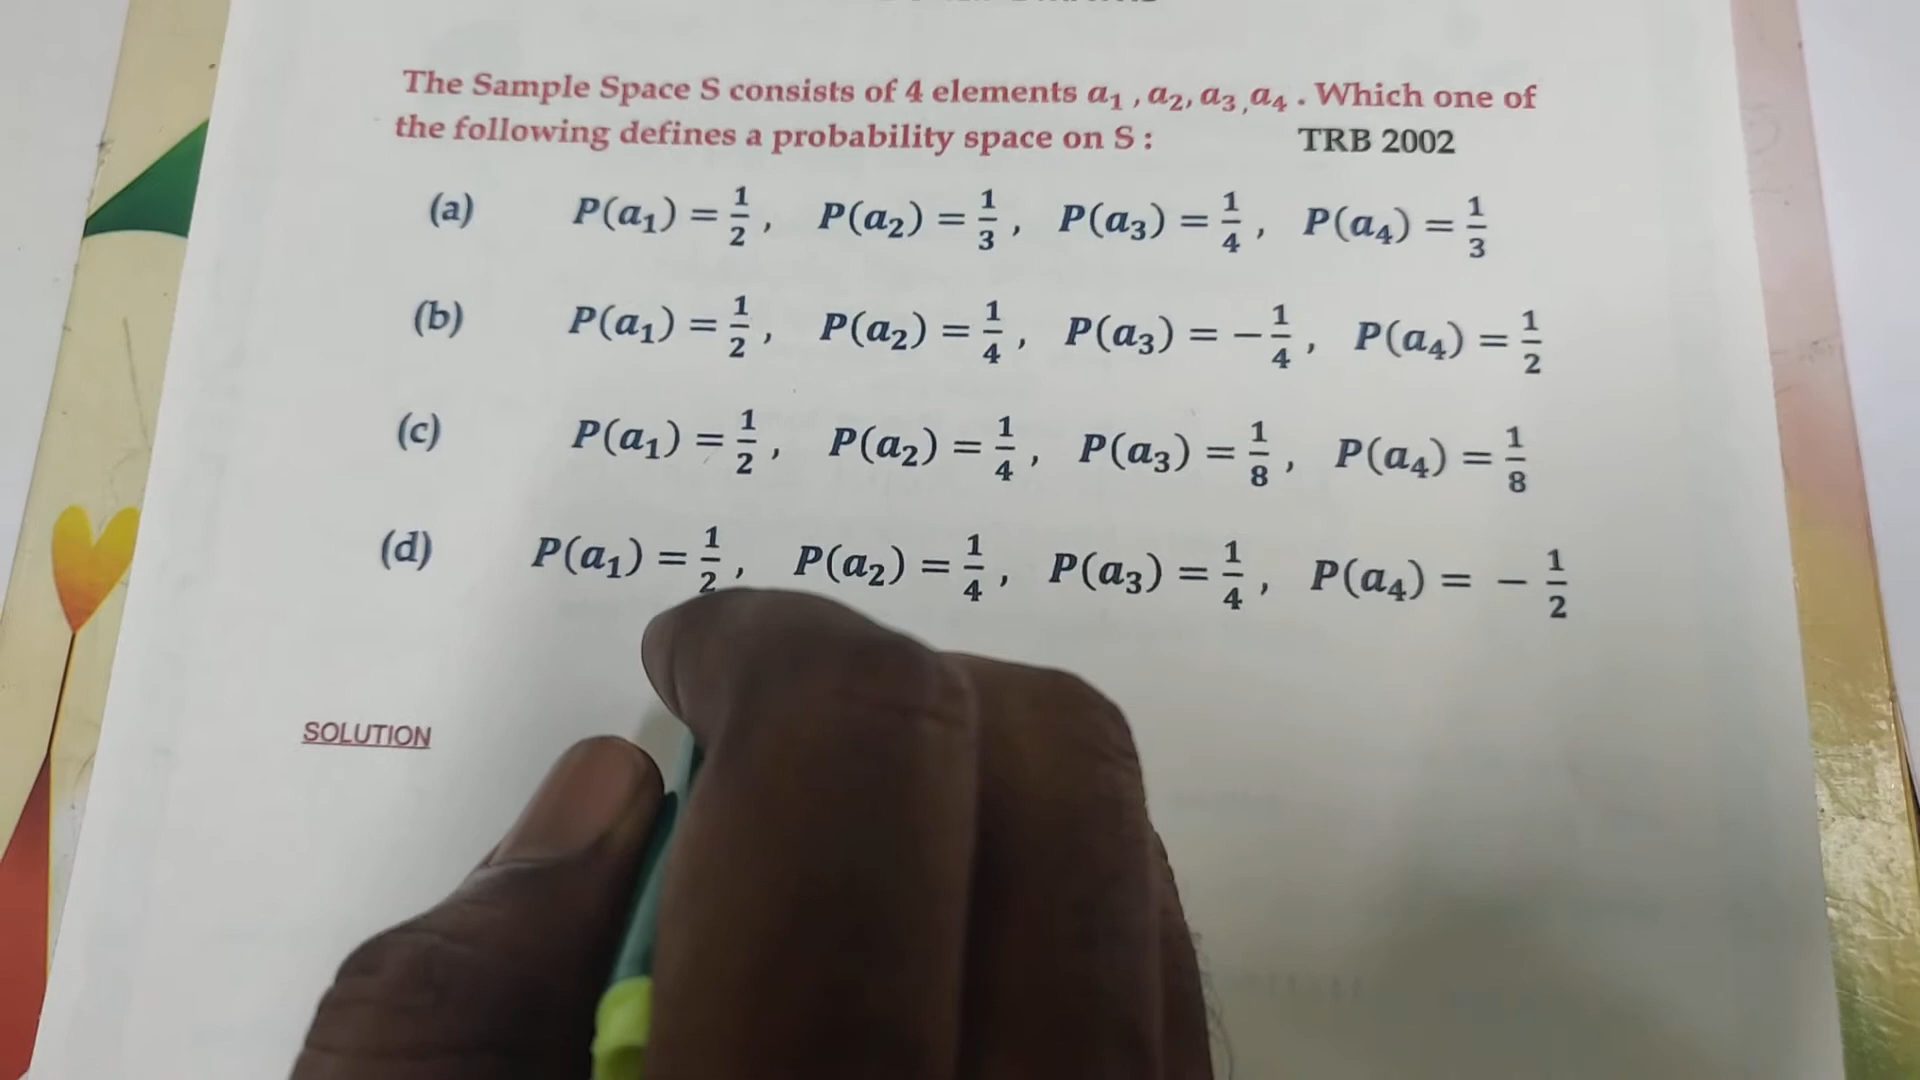 The Sample Space S consists of 4 elements a₁ , a₂, a₃ ,a₄ . Which one of
the following defines a probability space on S : TRB 2002
(a) P(a₁) = 1/2 , P(a₂) = 1/3 , P(a₃) = 1/4 , P(a₄) = 1/3
(b) P(a₁) = 1/2 , P(a₂) = 1/4 , P(a₃) = −1/4 , P(a₄) = 1/2
(c) P(a₁) = 1/2 , P(a₂) = 1/4 , P(a₃) = 1/8 , P(a₄) = 1/8
(d) P(a₁) = 1/2 , P(a₂) = 1/4 , P(a₃) = 1/4 , P(a₄) = − 1/2
SOLUTION